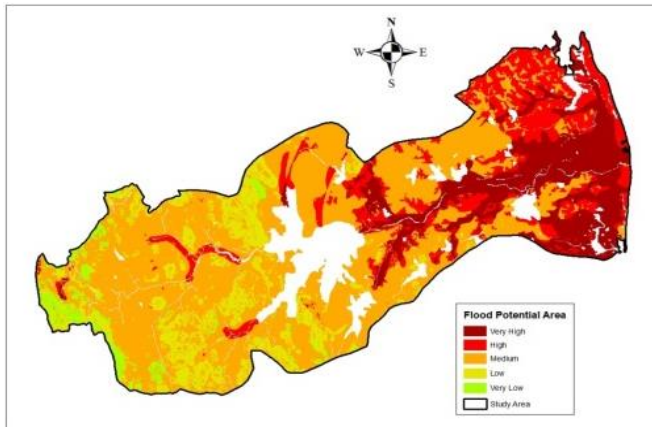 N
W E
S
Flood Potential Area
Very High
High
Medium
Low
Very Low
Study Area